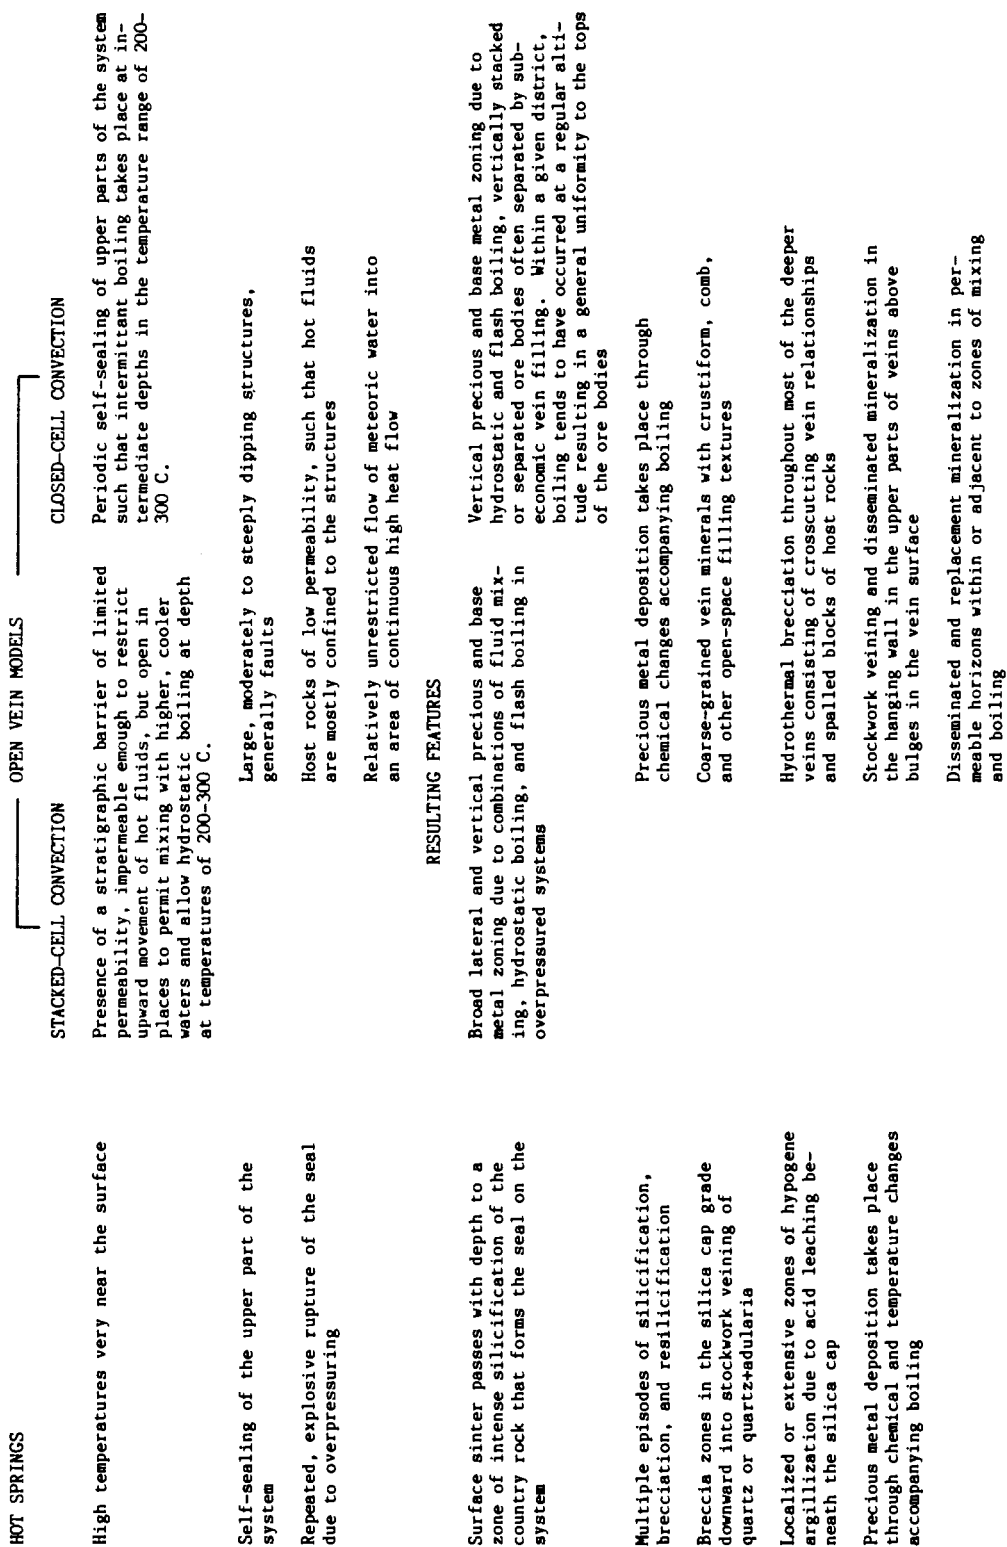 HOT SPRINGS
High temperatures very near the surface
Self-sealing of the upper part of the
system
Repeated, explosive rupture of the seal
due to overpressuring
Surface sinter passes with depth to a
zone of intense silicification of the
country rock that forms the seal on the
system
Multiple episodes of silicification,
brecciation, and resilicification
Breccia zones in the silica cap grade
downward into stockwork veining of
quartz or quartz+adularia
Localized or extensive zones of hypogene
argillization due to acid leaching be-
neath the silica cap
Precious metal deposition takes place
through chemical and temperature changes
accompanying boiling
OPEN VEIN MODELS
STACKED-CELL CONVECTION
Presence of a stratigraphic barrier of limited
permeability, impermeable emough to restrict
upward movement of hot fluids, but open in
places to permit mixing with higher, cooler
waters and allow hydrostatic boiling at depth
at temperatures of 200-300 C.
CLOSED-CELL CONVECTION
Periodic self-sealing of upper parts of the system
such that intermittant boiling takes place at in-
termediate depths in the temperature range of 200-
300 C.
Large, moderately to steeply dipping structures,
generally faults
Host rocks of low permeability, such that hot fluids
are mostly confined to the structures
Relatively unrestricted flow of meteoric water into
an area of continuous high heat flow
RESULTING FEATURES
Broad lateral and vertical precious and base
metal zoning due to combinations of fluid mix-
ing, hydrostatic boiling, and flash boiling in
overpressured systems
Vertical precious and base metal zoning due to
hydrostatic and flash boiling, vertically stacked
or separated ore bodies often separated by sub-
economic vein filling. Within a given district,
boiling tends to have occurred at a regular alti-
tude resulting in a general uniformity to the tops
of the ore bodies
Precious metal deposition takes place through
chemical changes accompanying boiling
Coarse-grained vein minerals with crustiform, comb,
and other open-space filling textures
Hydrothermal brecciation throughout most of the deeper
veins consisting of crosscutting vein relationships
and spalled blocks of host rocks
Stockwork veining and disseminated mineralization in
the hanging wall in the upper parts of veins above
bulges in the vein surface
Disseminated and replacement mineralization in per-
meable horizons within or adjacent to zones of mixing
and boiling